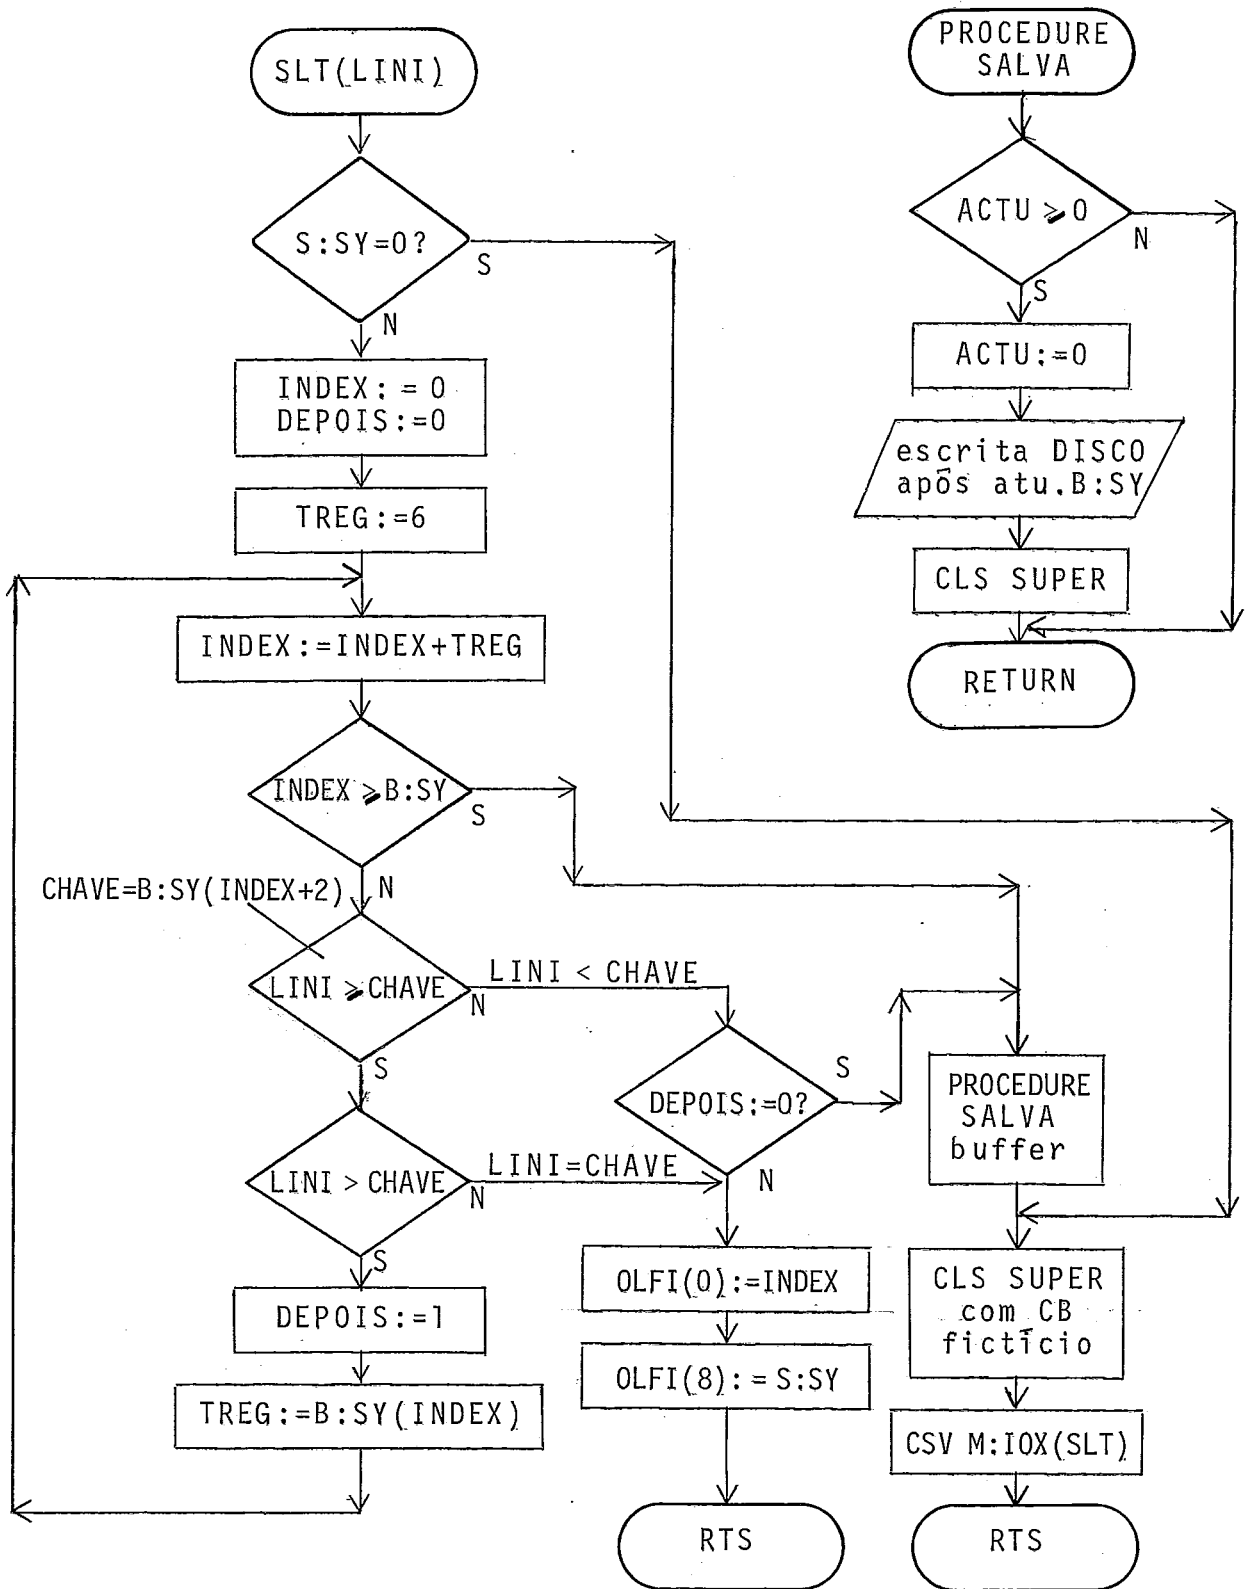 SLT(LINI)
S:SY=0?
S
N
INDEX:=0
DEPOIS:=0
TREG:=6
INDEX:=INDEX+TREG
INDEX ⩾ B:SY
S
N
CHAVE=B:SY(INDEX+2)
LINI ⩾ CHAVE
N
LINI < CHAVE
S
LINI > CHAVE
N
LINI=CHAVE
S
DEPOIS:=1
TREG:=B:SY(INDEX)
DEPOIS:=0?
S
N
OLFI(0):=INDEX
OLFI(8):=S:SY
RTS
PROCEDURE
SALVA
buffer
CLS SUPER
com CB
fictício
CSV M:IOX(SLT)
RTS
PROCEDURE
SALVA
ACTU ⩾ 0
N
S
ACTU:=0
escrita DISCO
após atu.B:SY
CLS SUPER
RETURN